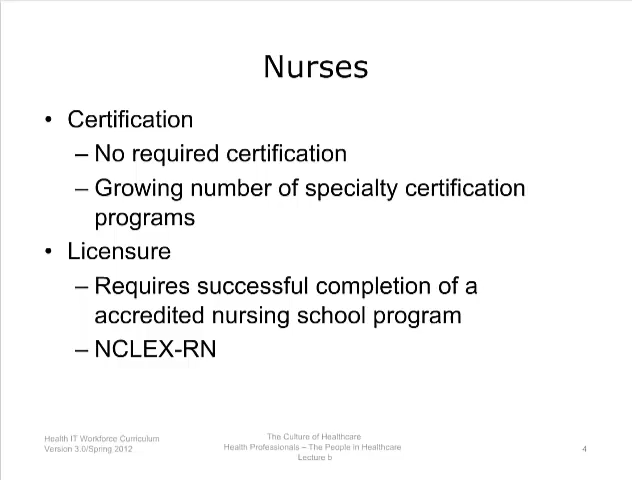 Nurses
• Certification
– No required certification
– Growing number of specialty certification
programs
• Licensure
– Requires successful completion of a
accredited nursing school program
– NCLEX-RN
Health IT Workforce Curriculum
Version 3.0/Spring 2012
The Culture of Healthcare
Health Professionals – The People in Healthcare
Lecture b
4